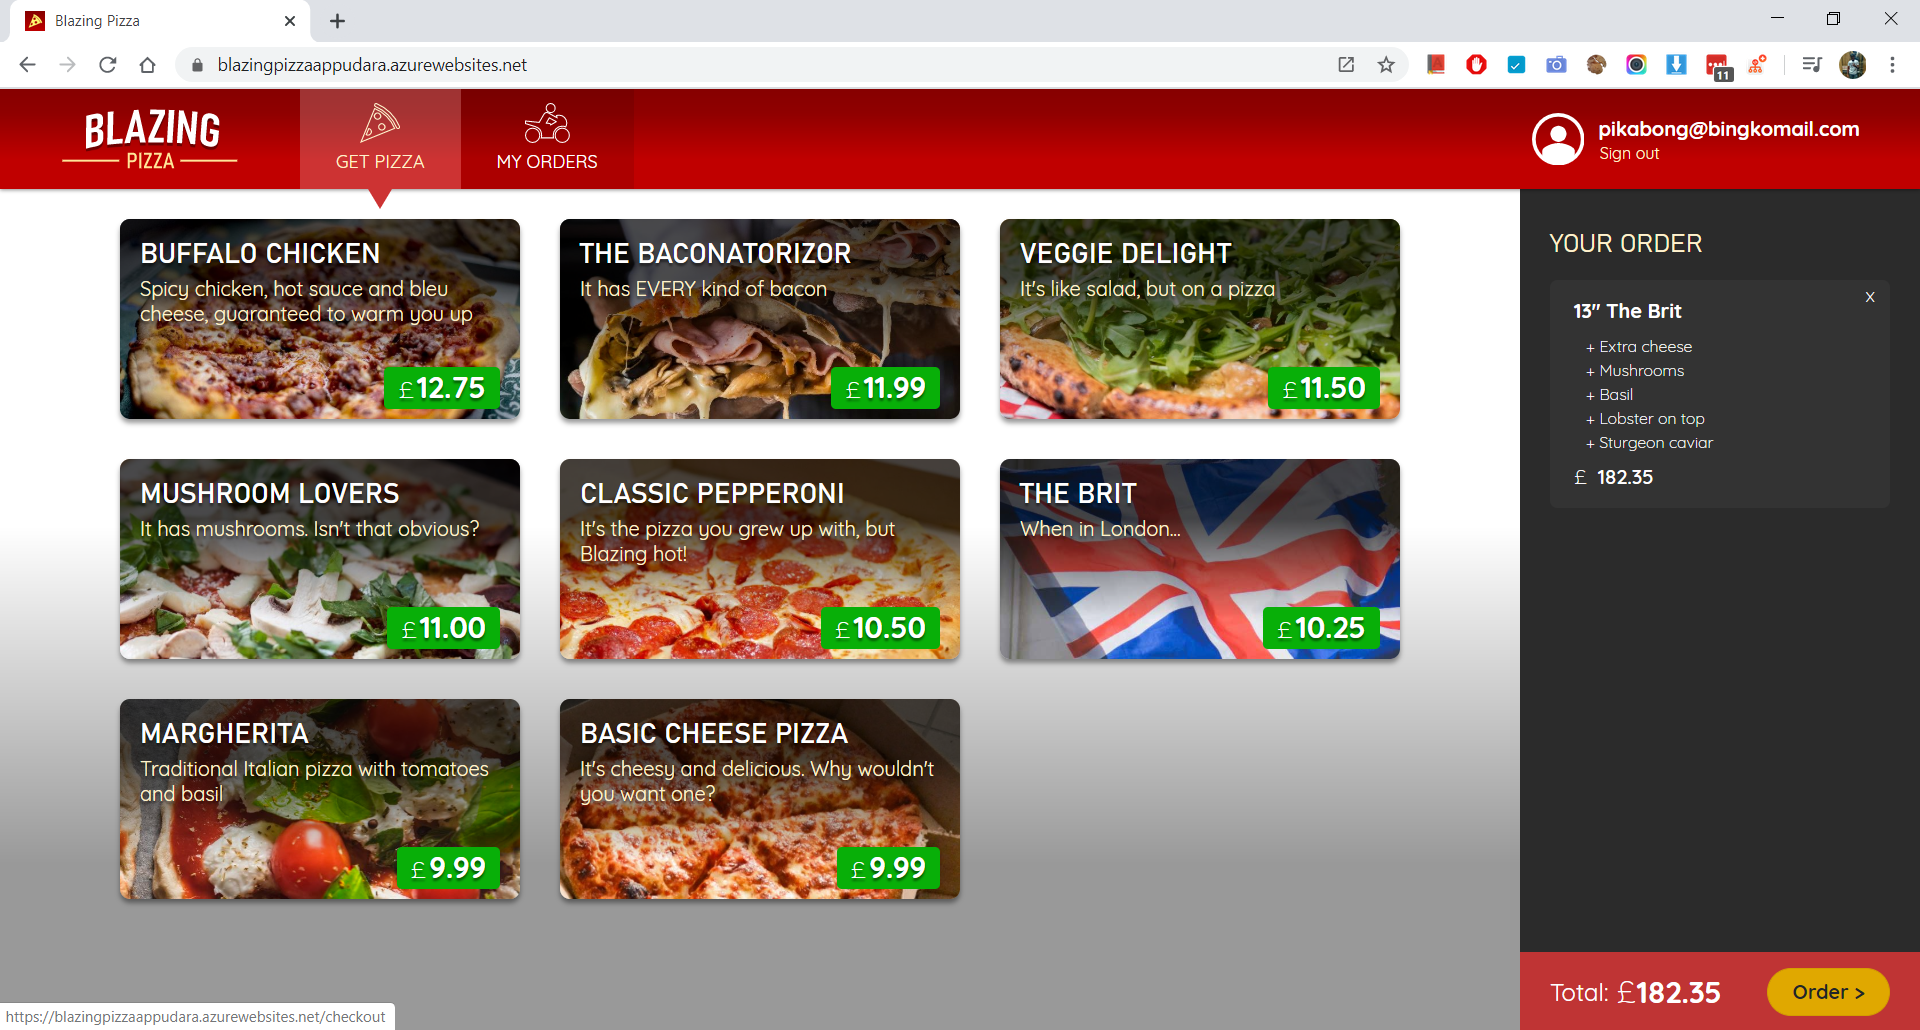 Blazing Pizza
blazingpizzaappudara.azurewebsites.net
11
BLAZING
PIZZA
GET PIZZA
MY ORDERS
pikabong@bingkomail.com
Sign out
BUFFALO CHICKEN
Spicy chicken, hot sauce and bleu
cheese, guaranteed to warm you up
£12.75
THE BACONATORIZOR
It has EVERY kind of bacon
£11.99
VEGGIE DELIGHT
It's like salad, but on a pizza
£11.50
MUSHROOM LOVERS
It has mushrooms. Isn't that obvious?
£11.00
CLASSIC PEPPERONI
It's the pizza you grew up with, but
Blazing hot!
£10.50
THE BRIT
When in London...
£10.25
MARGHERITA
Traditional Italian pizza with tomatoes
and basil
£9.99
BASIC CHEESE PIZZA
It's cheesy and delicious. Why wouldn't
you want one?
£9.99
YOUR ORDER
X
13" The Brit
+ Extra cheese
+ Mushrooms
+ Basil
+ Lobster on top
+ Sturgeon caviar
£ 182.35
Total: £182.35
Order >
https://blazingpizzaappudara.azurewebsites.net/checkout